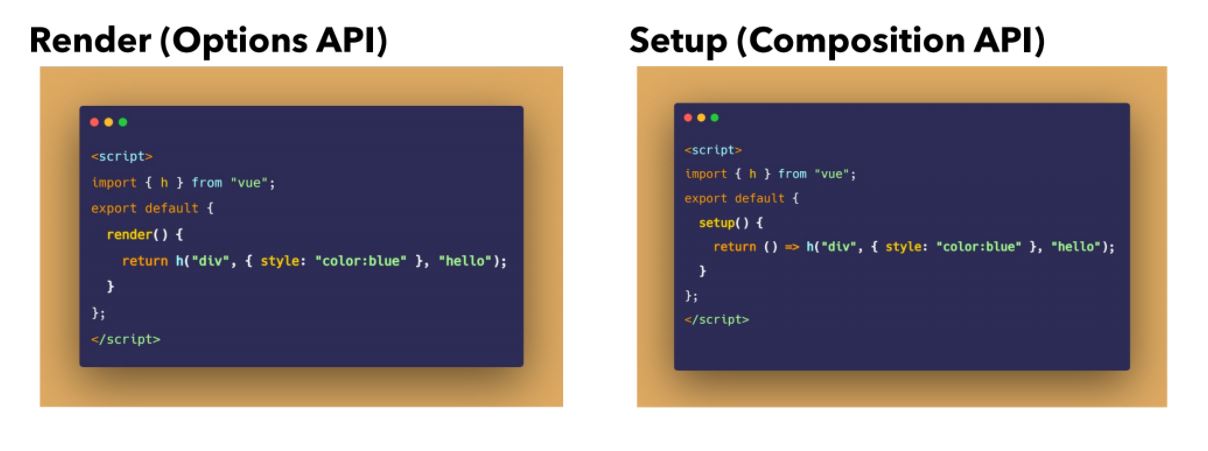 Render (Options API)
<script>
import { h } from "vue";
export default {
  render() {
    return h("div", { style: "color:blue" }, "hello");
  }
};
</script>
Setup (Composition API)
<script>
import { h } from "vue";
export default {
  setup() {
    return () => h("div", { style: "color:blue" }, "hello");
  }
};
</script>